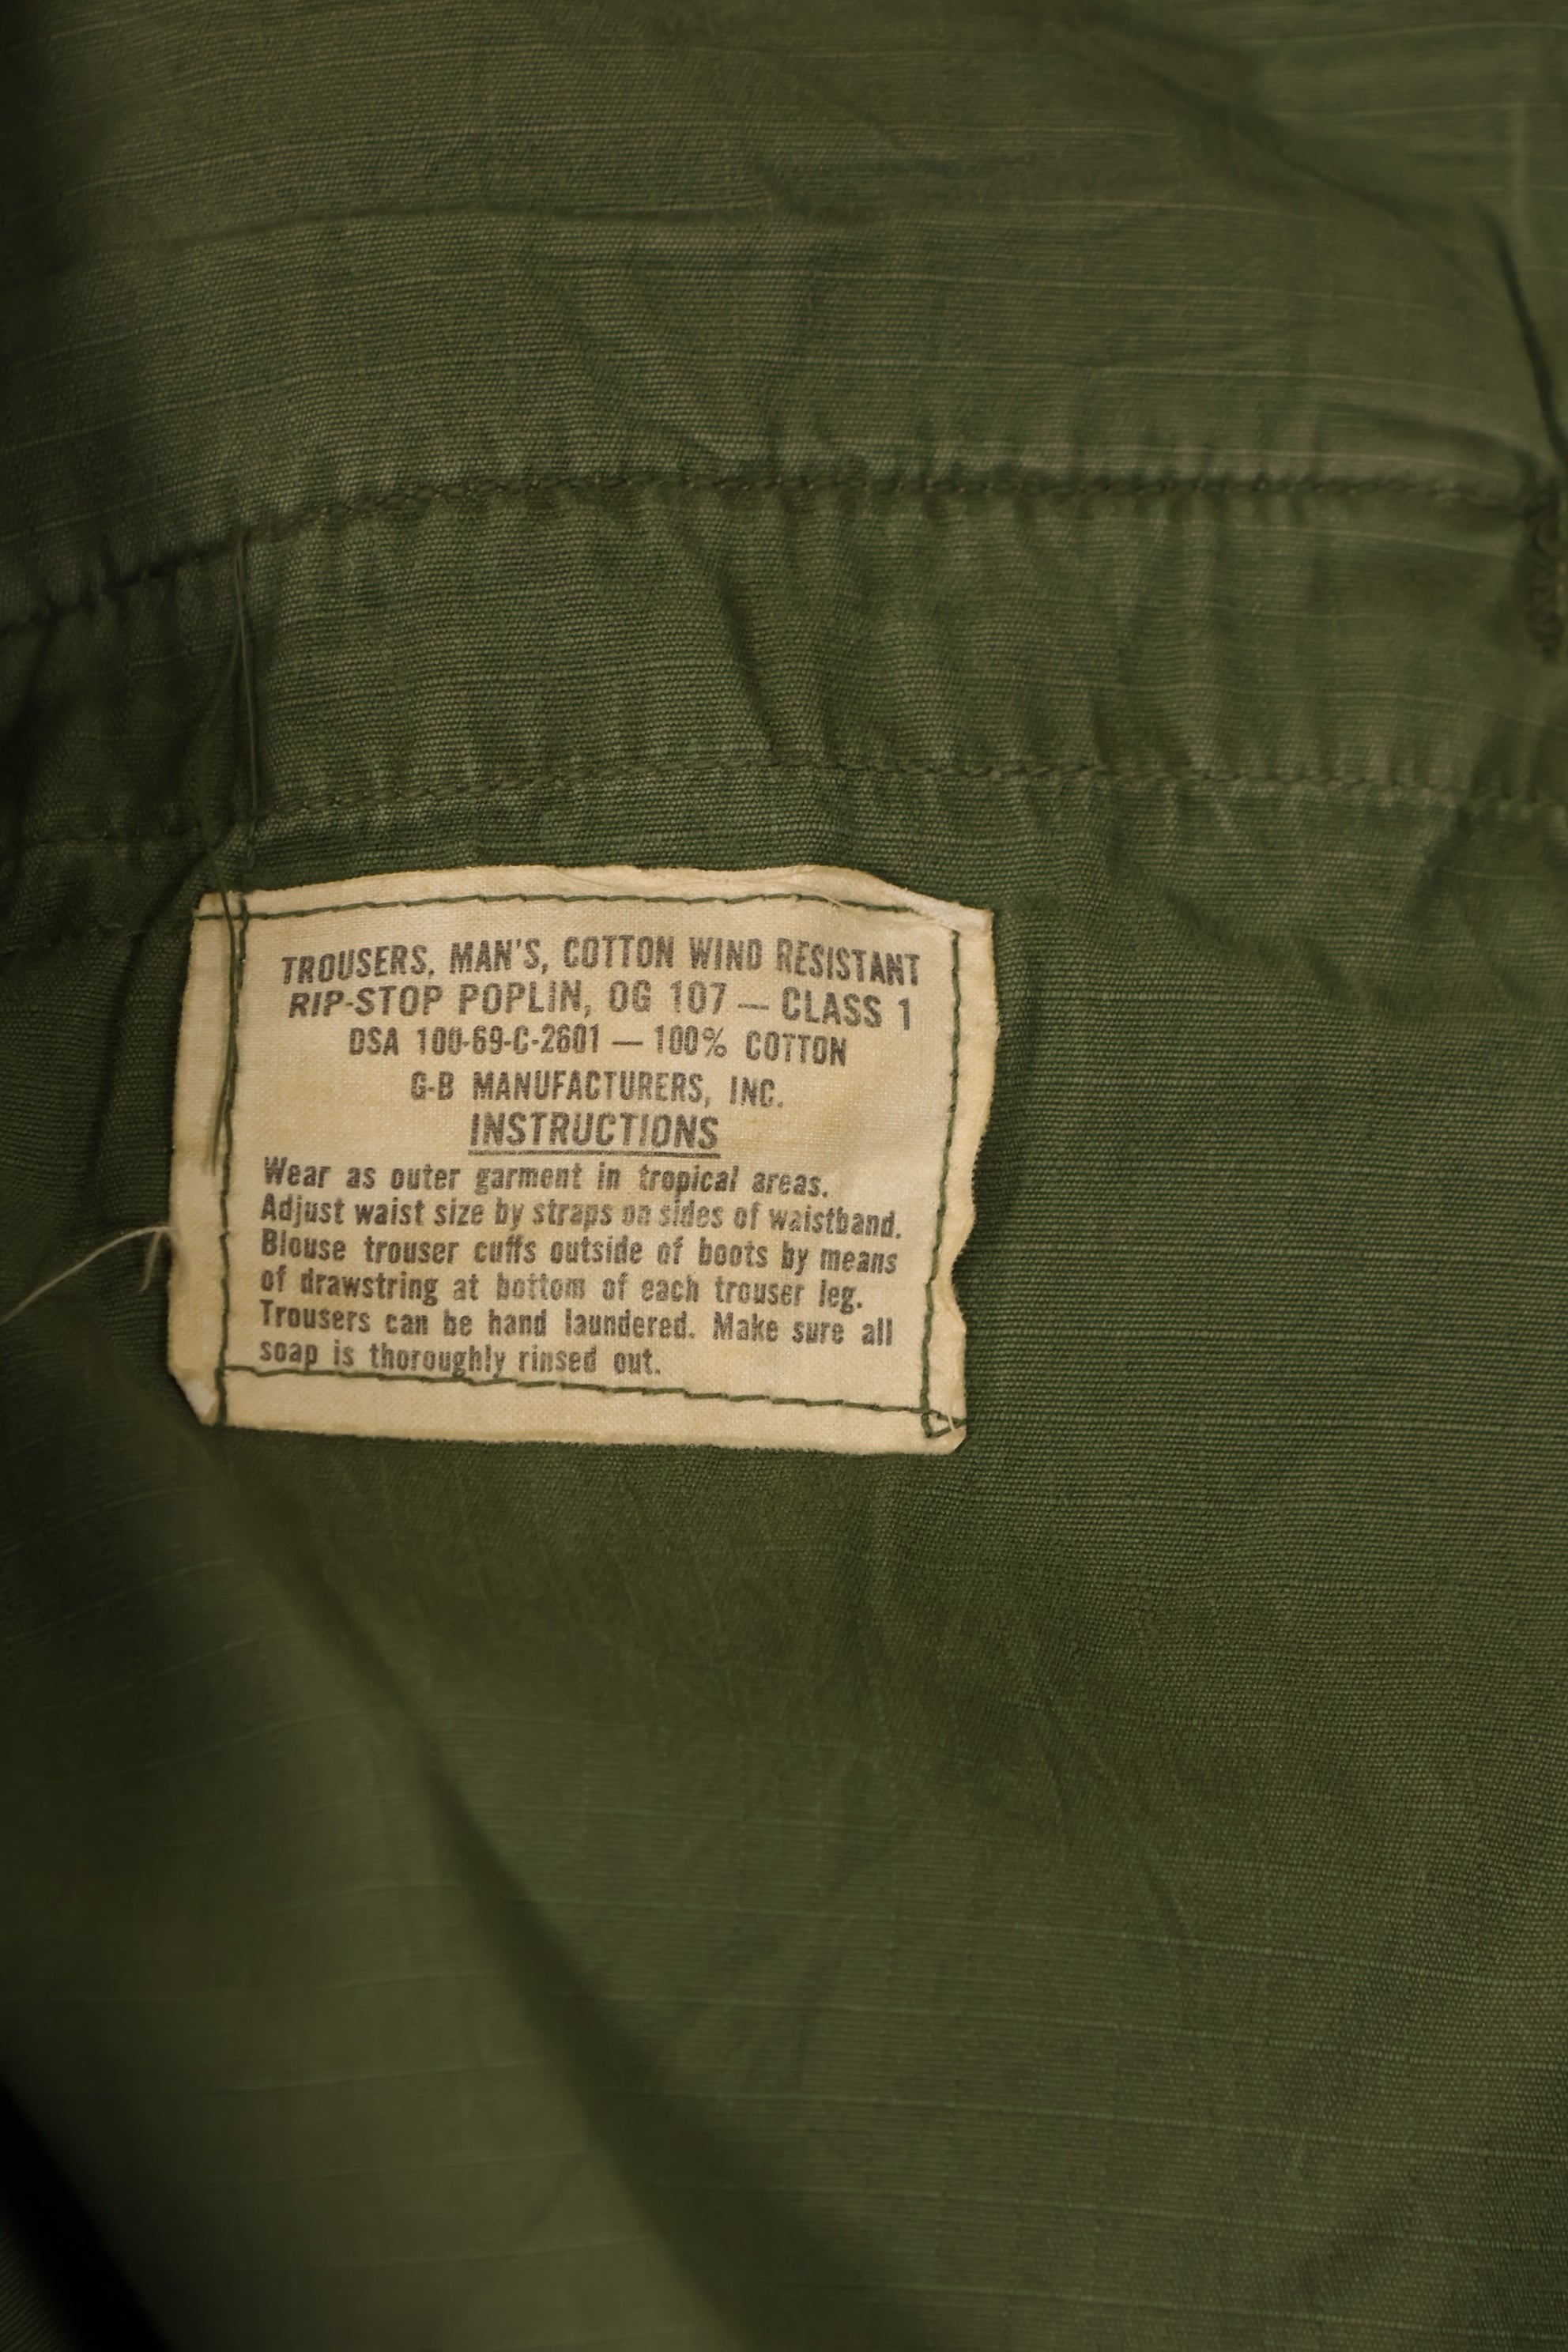 TROUSERS, MAN'S, COTTON WIND RESISTANT
RIP-STOP POPLIN, OG 107 — CLASS 1
DSA 100-69-C-2601 — 100% COTTON
G-B MANUFACTURERS, INC.
INSTRUCTIONS
Wear as outer garment in tropical areas.
Adjust waist size by straps on sides of waistband.
Blouse trouser cuffs outside of boots by means
of drawstring at bottom of each trouser leg.
Trousers can be hand laundered. Make sure all
soap is thoroughly rinsed out.